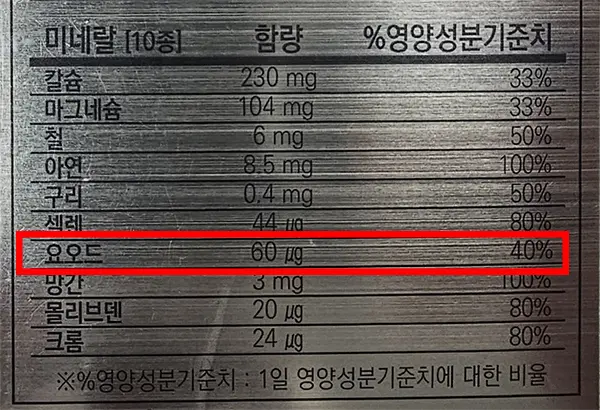 미네랄 [10종] 함량 %영양성분기준치
칼슘 230 mg 33%
마그네슘 104 mg 33%
철 6 mg 50%
아연 8.5 mg 100%
구리 0.4 mg 50%
셀렌 44 μg 80%
요오드 60 μg 40%
망간 3 mg 100%
몰리브덴 20 μg 80%
크롬 24 μg 80%
※%영양성분기준치 : 1일 영양성분기준치에 대한 비율